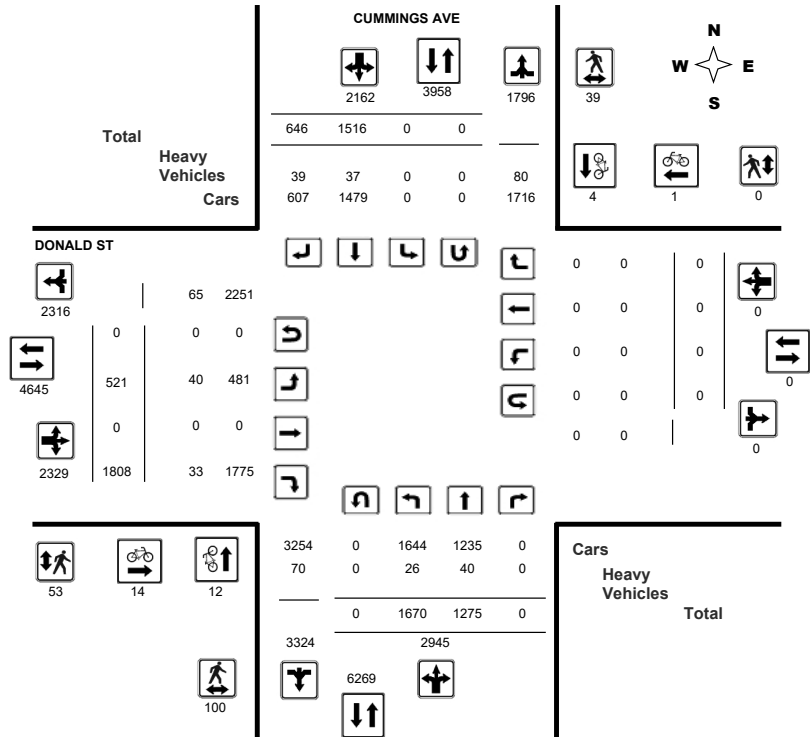 CUMMINGS AVE
N
W E
S
2162 3958 1796 39
646 1516 0 0
Total
Heavy
Vehicles
Cars
39 37 0 0 80
607 1479 0 0 1716
4 1 0
DONALD ST
2316
65 2251
0 0 0
4645
521 40 481
0 0 0
2329
1808 33 1775
0 0 0
0 0 0
0
0 0 0
0
0 0 0
0 0
0
53 14 12
3254 0 1644 1235 0
70 0 26 40 0
0 1670 1275 0
3324 2945
6269
100
Cars
Heavy
Vehicles
Total